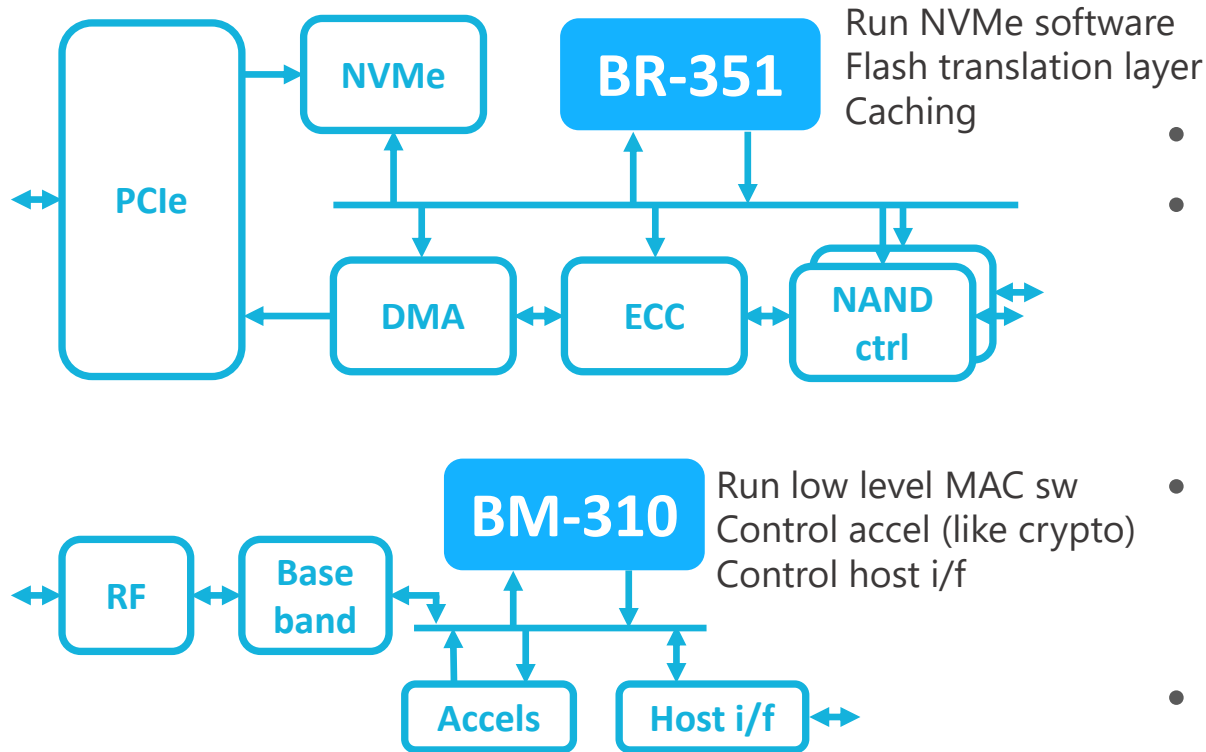 NVMe
BR-351
Run NVMe software
Flash translation layer
Caching
PCIe
DMA
ECC
NAND
ctrl
BM-310
Run low level MAC sw
Control accel (like crypto)
Control host i/f
RF
Base
band
Accels
Host i/f